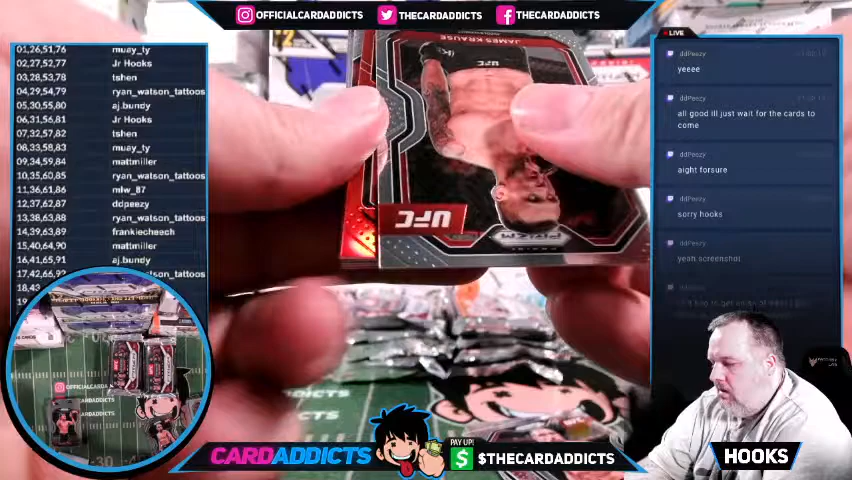 OFFICIALCARDADDICTS THECARDADDICTS THECARDADDICTS
01,26,51,76 muay_ty
02,27,52,77 Jr Hooks
03,28,53,78 tshen
04,29,54,79 ryan_watson_tattoos
05,30,55,80 aj.bundy
06,31,56,81 Jr Hooks
07,32,57,82 tshen
08,33,58,83 muay_ty
09,34,59,84 mattmiller
10,35,60,85 ryan_watson_tattoos
11,36,61,86 mlw_87
12,37,62,87 ddpeezy
13,38,63,88 ryan_watson_tattoos
14,39,63,89 frankiecheech
15,40,64,90 mattmiller
16,41,65,91 aj.bundy
17,42,66,92 watson_tattoos
18,43
JAMES KRAUSE
UFC
PRIZM
LIVE
ddPeezy
yeeee
ddPeezy
all good ill just wait for the cards to
come
ddPeezy
aight forsure
ddPeezy
sorry hooks
ddPeezy
yeah screenshot
CARDADDICTS
PAY UP!
$THECARDADDICTS
HOOKS